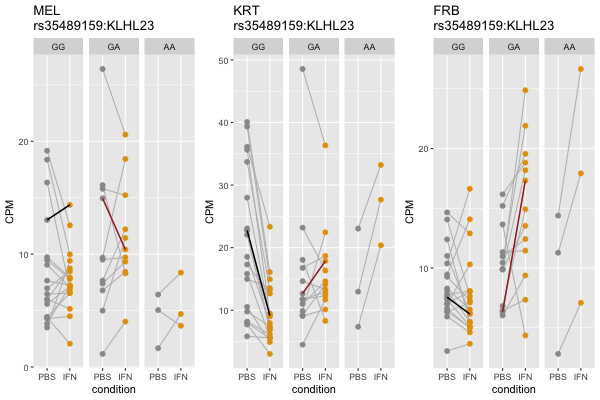 MEL
rs35489159:KLHL23
GG GA AA
CPM
20
10
0
PBS IFN PBS IFN PBS IFN
condition
KRT
rs35489159:KLHL23
GG GA AA
CPM
50
40
30
20
10
PBS IFN PBS IFN PBS IFN
condition
FRB
rs35489159:KLHL23
GG GA AA
CPM
20
10
PBS IFN PBS IFN PBS IFN
condition